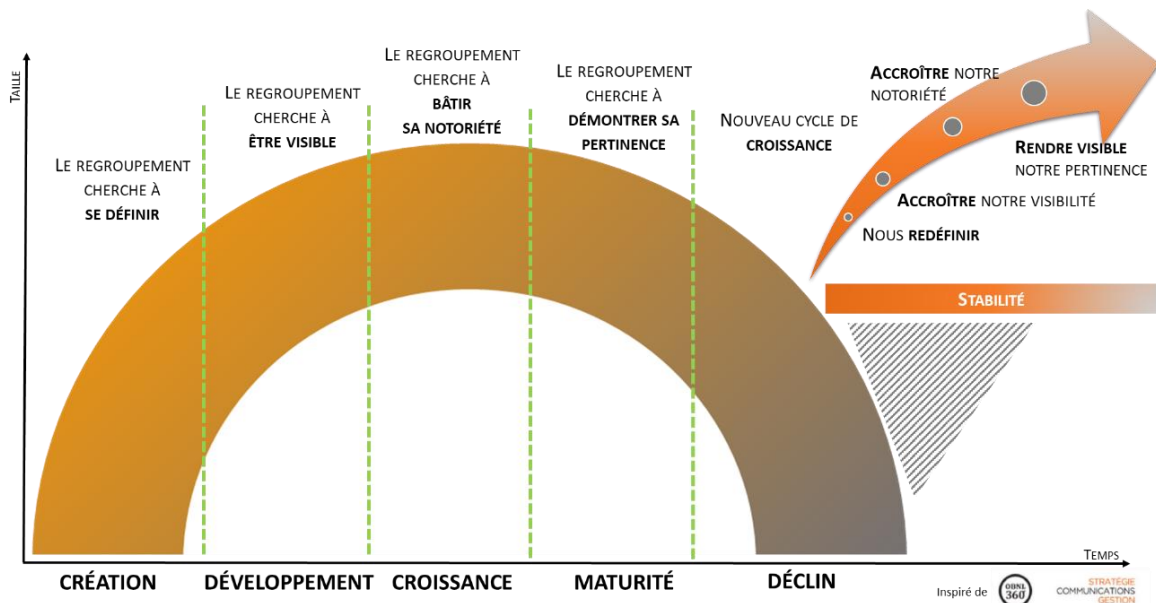 TAILLE
LE REGROUPEMENT
CHERCHE À
SE DÉFINIR
LE REGROUPEMENT
CHERCHE À
ÊTRE VISIBLE
LE REGROUPEMENT
CHERCHE À
BÂTIR
SA NOTORIÉTÉ
LE REGROUPEMENT
CHERCHE À
DÉMONTRER SA
PERTINENCE
NOUVEAU CYCLE DE
CROISSANCE
ACCROÎTRE NOTRE
NOTORIÉTÉ
RENDRE VISIBLE
NOTRE PERTINENCE
ACCROÎTRE NOTRE VISIBILITÉ
NOUS REDÉFINIR
STABILITÉ
TEMPS
CRÉATION
DÉVELOPPEMENT
CROISSANCE
MATURITÉ
DÉCLIN
Inspiré de
OBNL
360°
STRATÉGIE
COMMUNICATIONS
GESTION